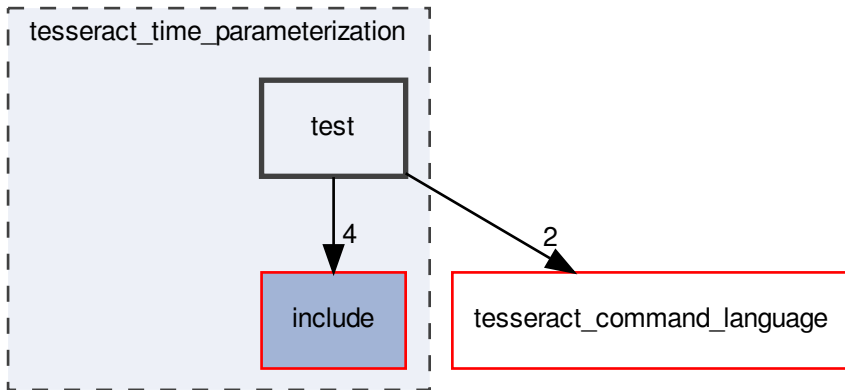 tesseract_time_parameterization
test
4
2
include
tesseract_command_language